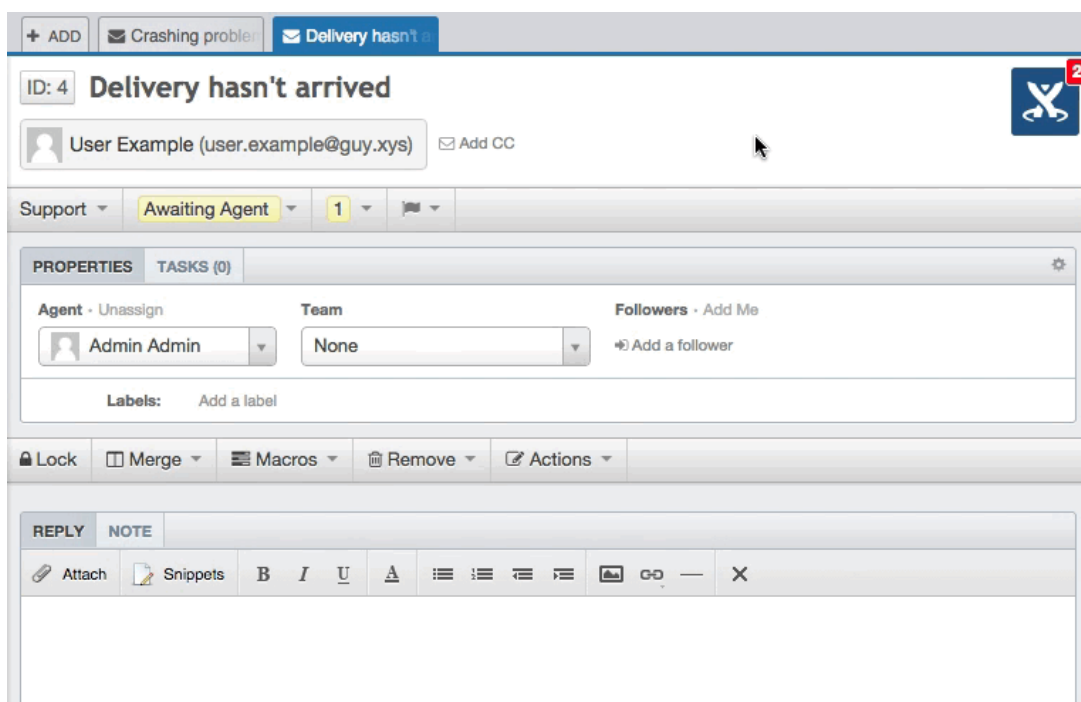 + ADD Crashing Delivery hasn't
ID: 4 Delivery hasn't arrived
2
User Example (user.example@guy.xys) Add CC
Support Awaiting Agent 1
PROPERTIES TASKS (0)
Agent · Unassign Team Followers · Add Me
Admin Admin None Add a follower
Labels: Add a label
Lock Merge Macros Remove Actions
REPLY NOTE
Attach Snippets B I U A